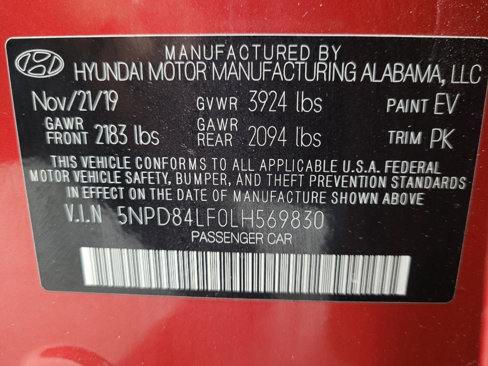 MANUFACTURED BY
HYUNDAI MOTOR MANUFACTURING ALABAMA, LLC
Nov/21/19 GVWR 3924 lbs PAINT EV
GAWR FRONT 2183 lbs GAWR REAR 2094 lbs TRIM PK
THIS VEHICLE CONFORMS TO ALL APPLICABLE U.S.A. FEDERAL
MOTOR VEHICLE SAFETY, BUMPER, AND THEFT PREVENTION STANDARDS
IN EFFECT ON THE DATE OF MANUFACTURE SHOWN ABOVE
V.I.N 5NPD84LF0LH569830
PASSENGER CAR